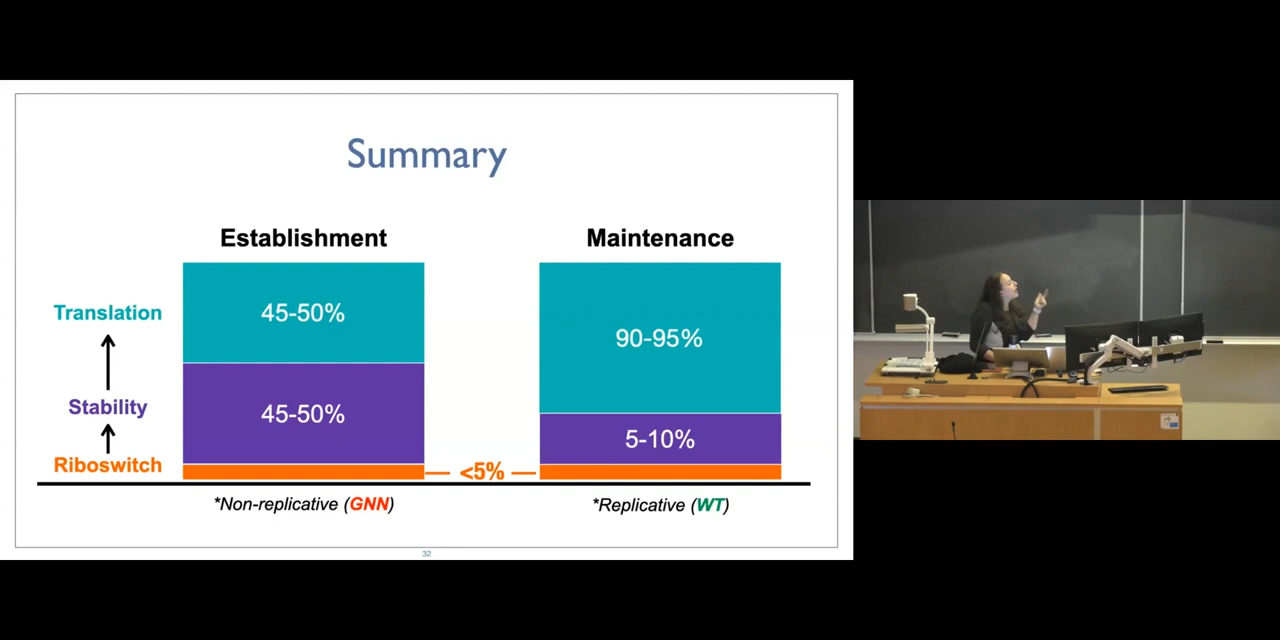 Summary
Establishment
Maintenance
Translation
45-50%
90-95%
Stability
45-50%
5-10%
Riboswitch
<5%
*Non-replicative (GNN)
*Replicative (WT)
32